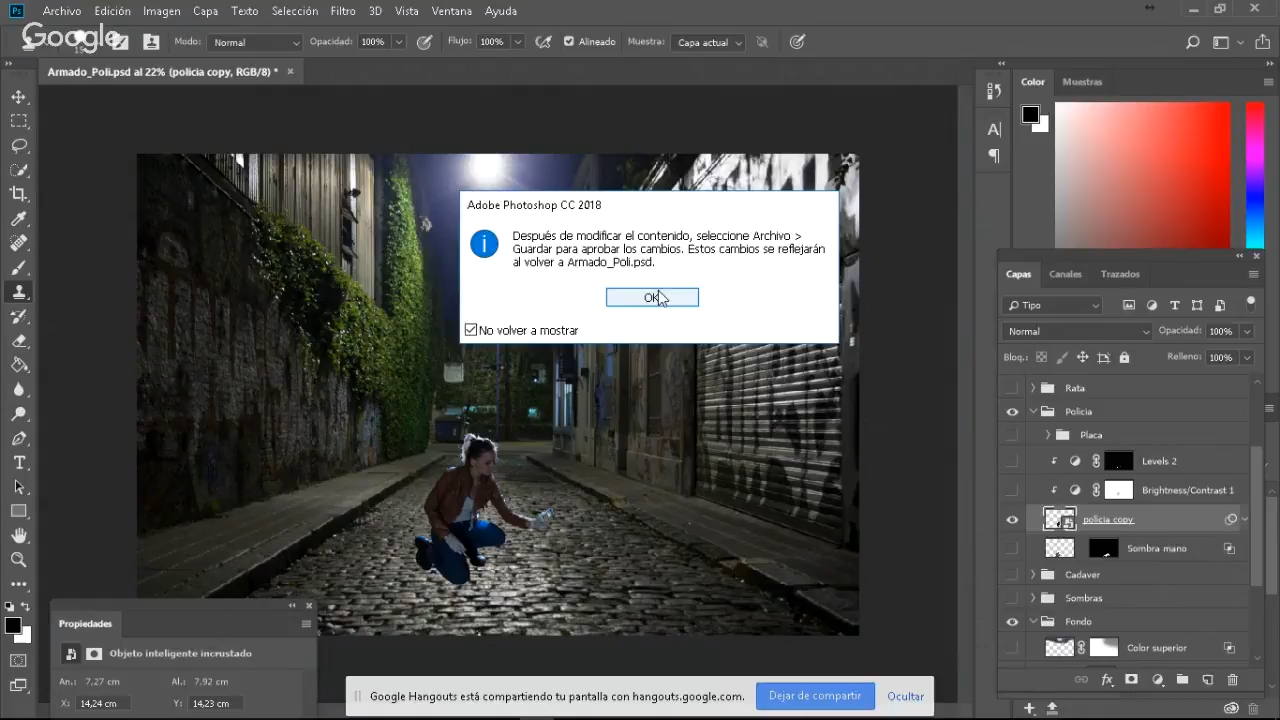 Ps Archivo Edición Imagen Capa Texto Selección Filtro 3D Vista Ventana Ayuda
Google
Modo: Normal Opacidad: 100% Flujo: 100% Alineado Muestra: Capa actual
Armado_Poli.psd al 22% (policia copy, RGB/8) *
Color Muestras
Adobe Photoshop CC 2018
Después de modificar el contenido, seleccione Archivo >
Guardar para aprobar los cambios. Estos cambios se reflejarán
al volver a Armado_Poli.psd.
OK
No volver a mostrar
Capas Canales Trazados
Tipo
Normal Opacidad: 100%
Bloq.: Relleno: 100%
Rata
Policia
Placa
Levels 2
Brightness/Contrast 1
policia copy
Sombra mano
Cadaver
Sombras
Fondo
Color superior
Propiedades
Objeto inteligente incrustado
An.: 7,27 cm Al.: 7,92 cm
X: 14,24 cm Y: 14,23 cm
Google Hangouts está compartiendo tu pantalla con hangouts.google.com. Dejar de compartir Ocultar